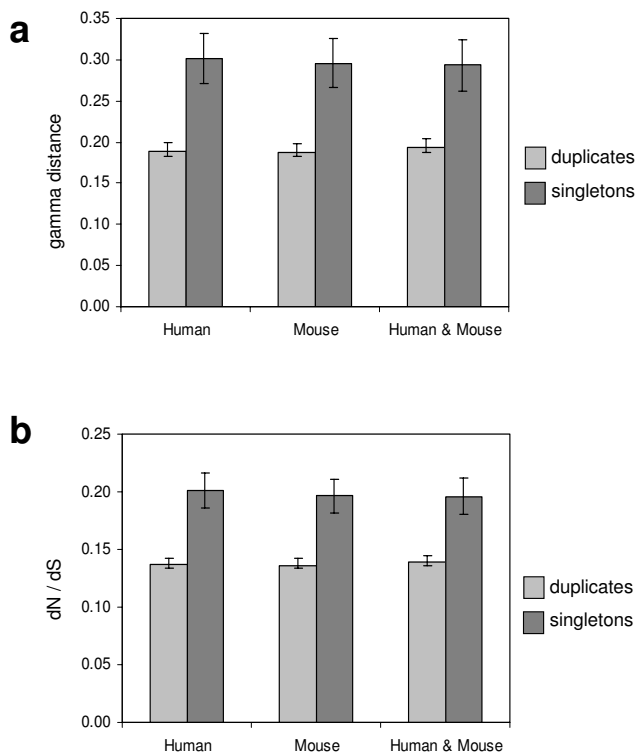 a
0.35
0.30
0.25
0.20
0.15
0.10
0.05
0.00
gamma distance
Human
Mouse
Human & Mouse
duplicates
singletons
b
0.25
0.20
0.15
0.10
0.05
0.00
dN / dS
Human
Mouse
Human & Mouse
duplicates
singletons